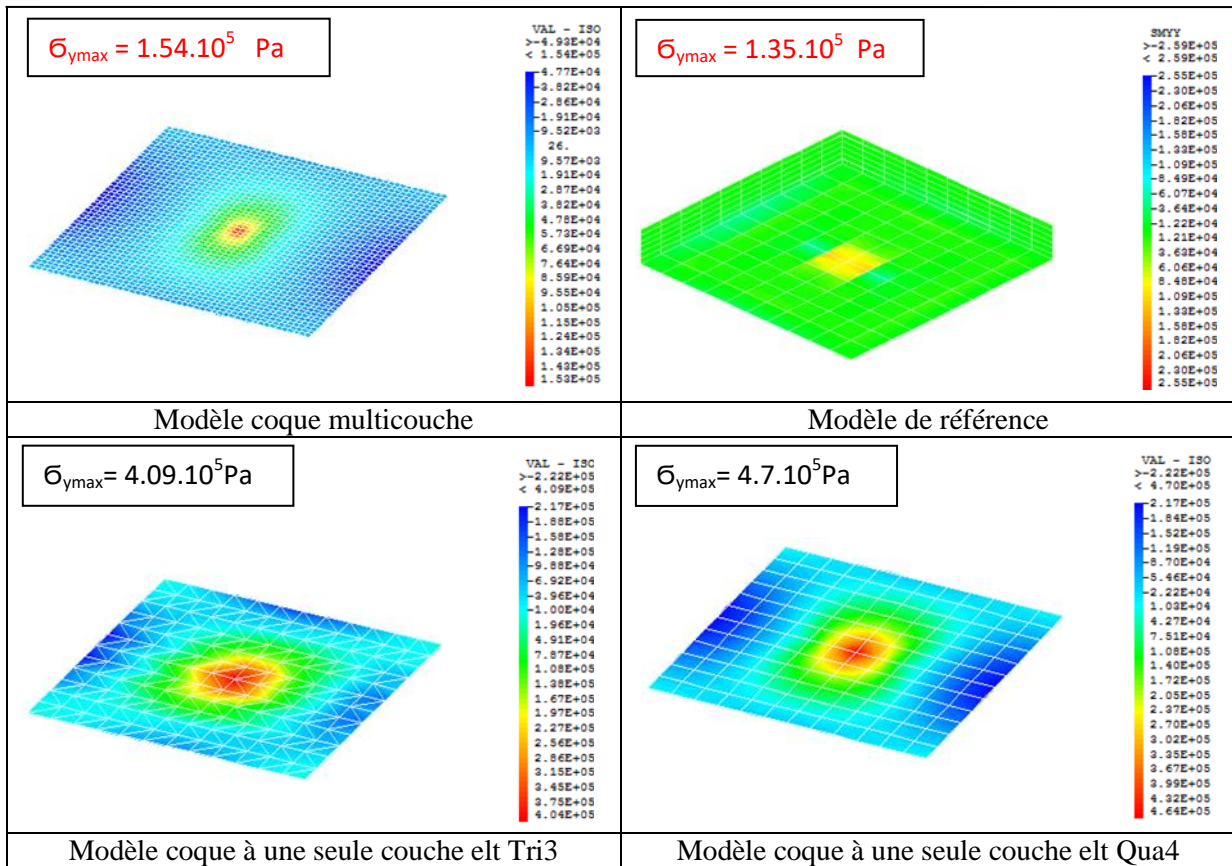 Ϭymax = 1.54.10^5 Pa
VAL - ISO
>-4.93E+04
< 1.54E+05
-4.77E+04
-3.82E+04
-2.86E+04
-1.91E+04
-9.52E+03
26.
9.57E+03
1.91E+04
2.87E+04
3.82E+04
4.78E+04
5.73E+04
6.69E+04
7.64E+04
8.59E+04
9.55E+04
1.05E+05
1.15E+05
1.24E+05
1.34E+05
1.43E+05
1.53E+05
Modèle coque multicouche
Ϭymax = 1.35.10^5 Pa
SMYY
>-2.59E+05
< 2.59E+05
-2.55E+05
-2.30E+05
-2.06E+05
-1.82E+05
-1.58E+05
-1.33E+05
-1.09E+05
-8.49E+04
-6.07E+04
-3.64E+04
-1.22E+04
1.21E+04
3.63E+04
6.06E+04
8.48E+04
1.09E+05
1.33E+05
1.58E+05
1.82E+05
2.06E+05
2.30E+05
2.55E+05
Modèle de référence
Ϭymax= 4.09.10^5Pa
VAL - ISO
>-2.22E+05
< 4.09E+05
-2.17E+05
-1.88E+05
-1.58E+05
-1.28E+05
-9.88E+04
-6.92E+04
-3.96E+04
-1.00E+04
1.96E+04
4.91E+04
7.87E+04
1.08E+05
1.38E+05
1.67E+05
1.97E+05
2.27E+05
2.56E+05
2.86E+05
3.15E+05
3.45E+05
3.75E+05
4.04E+05
Modèle coque à une seule couche elt Tri3
Ϭymax= 4.7.10^5Pa
VAL - ISO
>-2.22E+05
< 4.70E+05
-2.17E+05
-1.84E+05
-1.52E+05
-1.19E+05
-8.70E+04
-5.46E+04
-2.22E+04
1.03E+04
4.27E+04
7.51E+04
1.08E+05
1.40E+05
1.72E+05
2.05E+05
2.37E+05
2.70E+05
3.02E+05
3.35E+05
3.67E+05
3.99E+05
4.32E+05
4.64E+05
Modèle coque à une seule couche elt Qua4